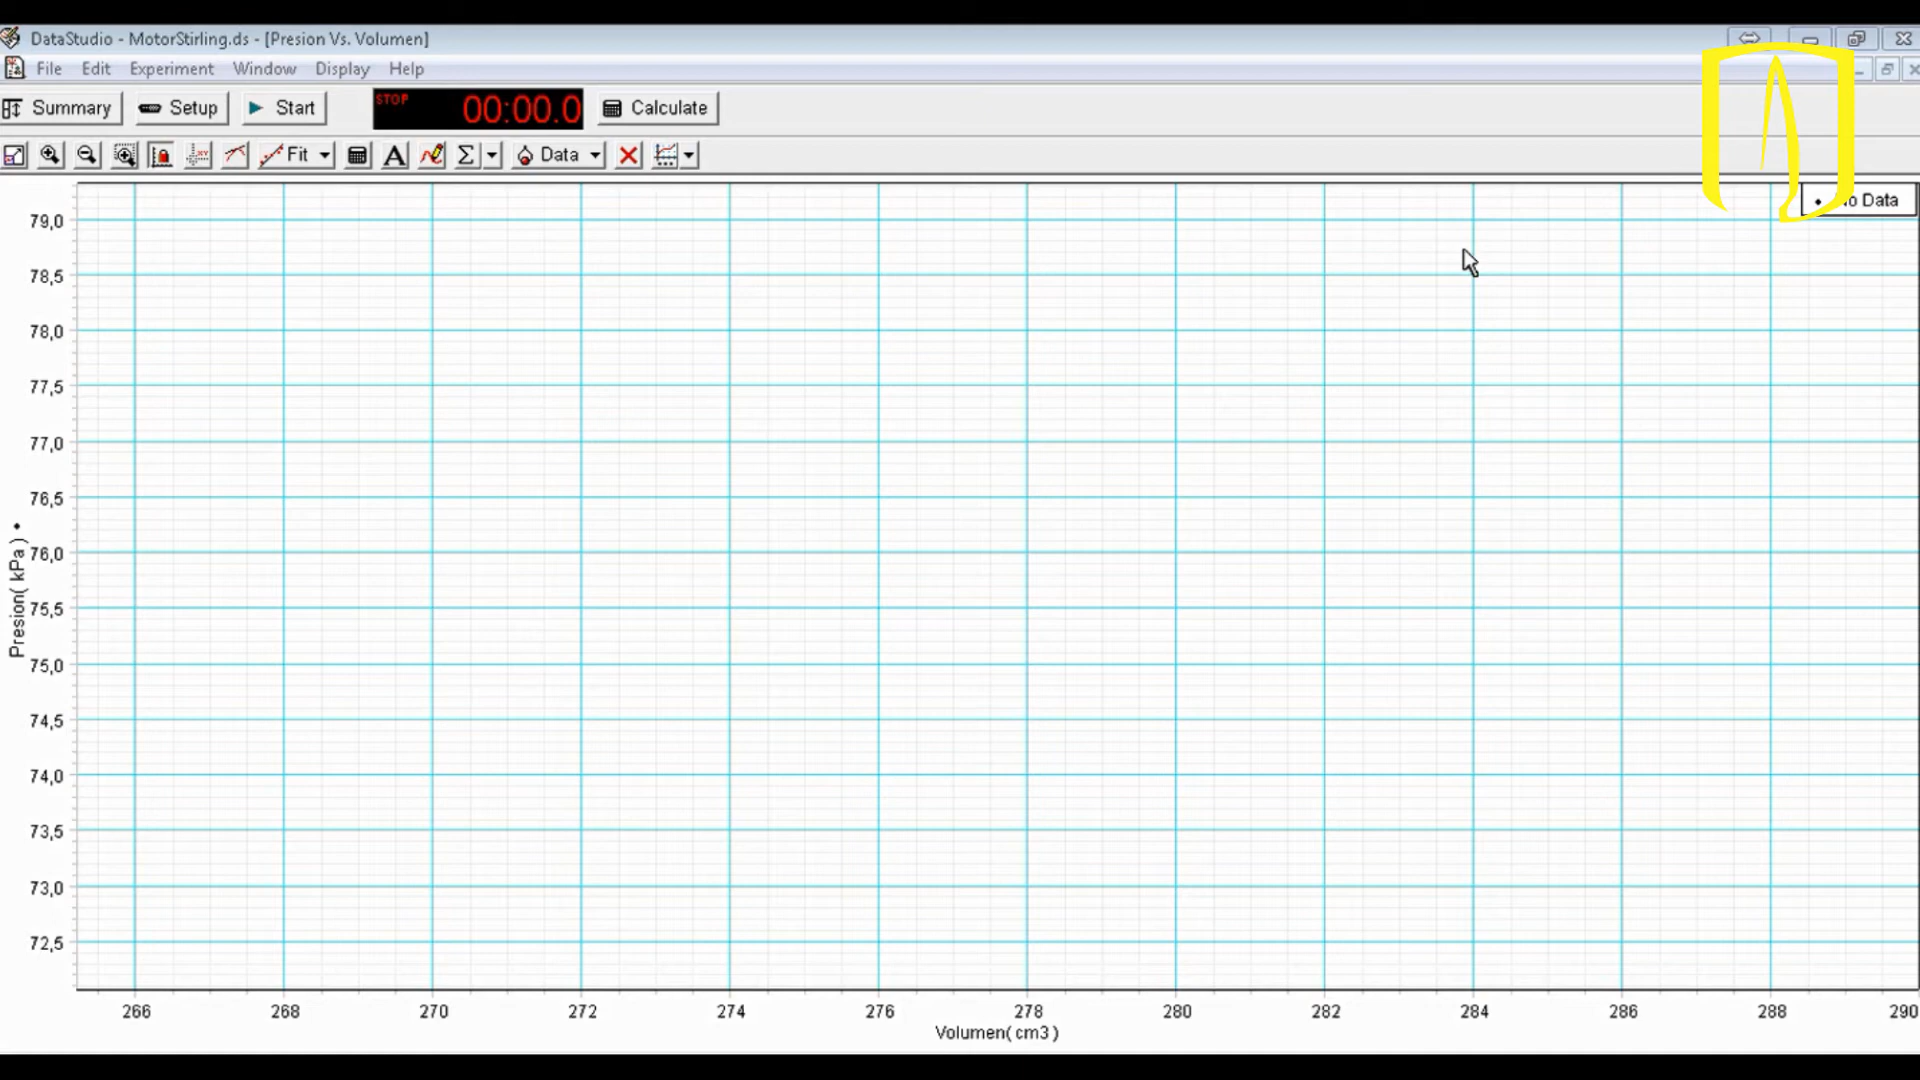 DataStudio - MotorStirling.ds - [Presion Vs. Volumen]
File Edit Experiment Window Display Help
Summary Setup Start STOP 00:00.0 Calculate
Fit A Σ Data
Data
79,0
78,5
78,0
77,5
77,0
76,5
76,0
75,5
75,0
74,5
74,0
73,5
73,0
72,5
Presion( kPa )
266 268 270 272 274 276 278 280 282 284 286 288 290
Volumen( cm3 )